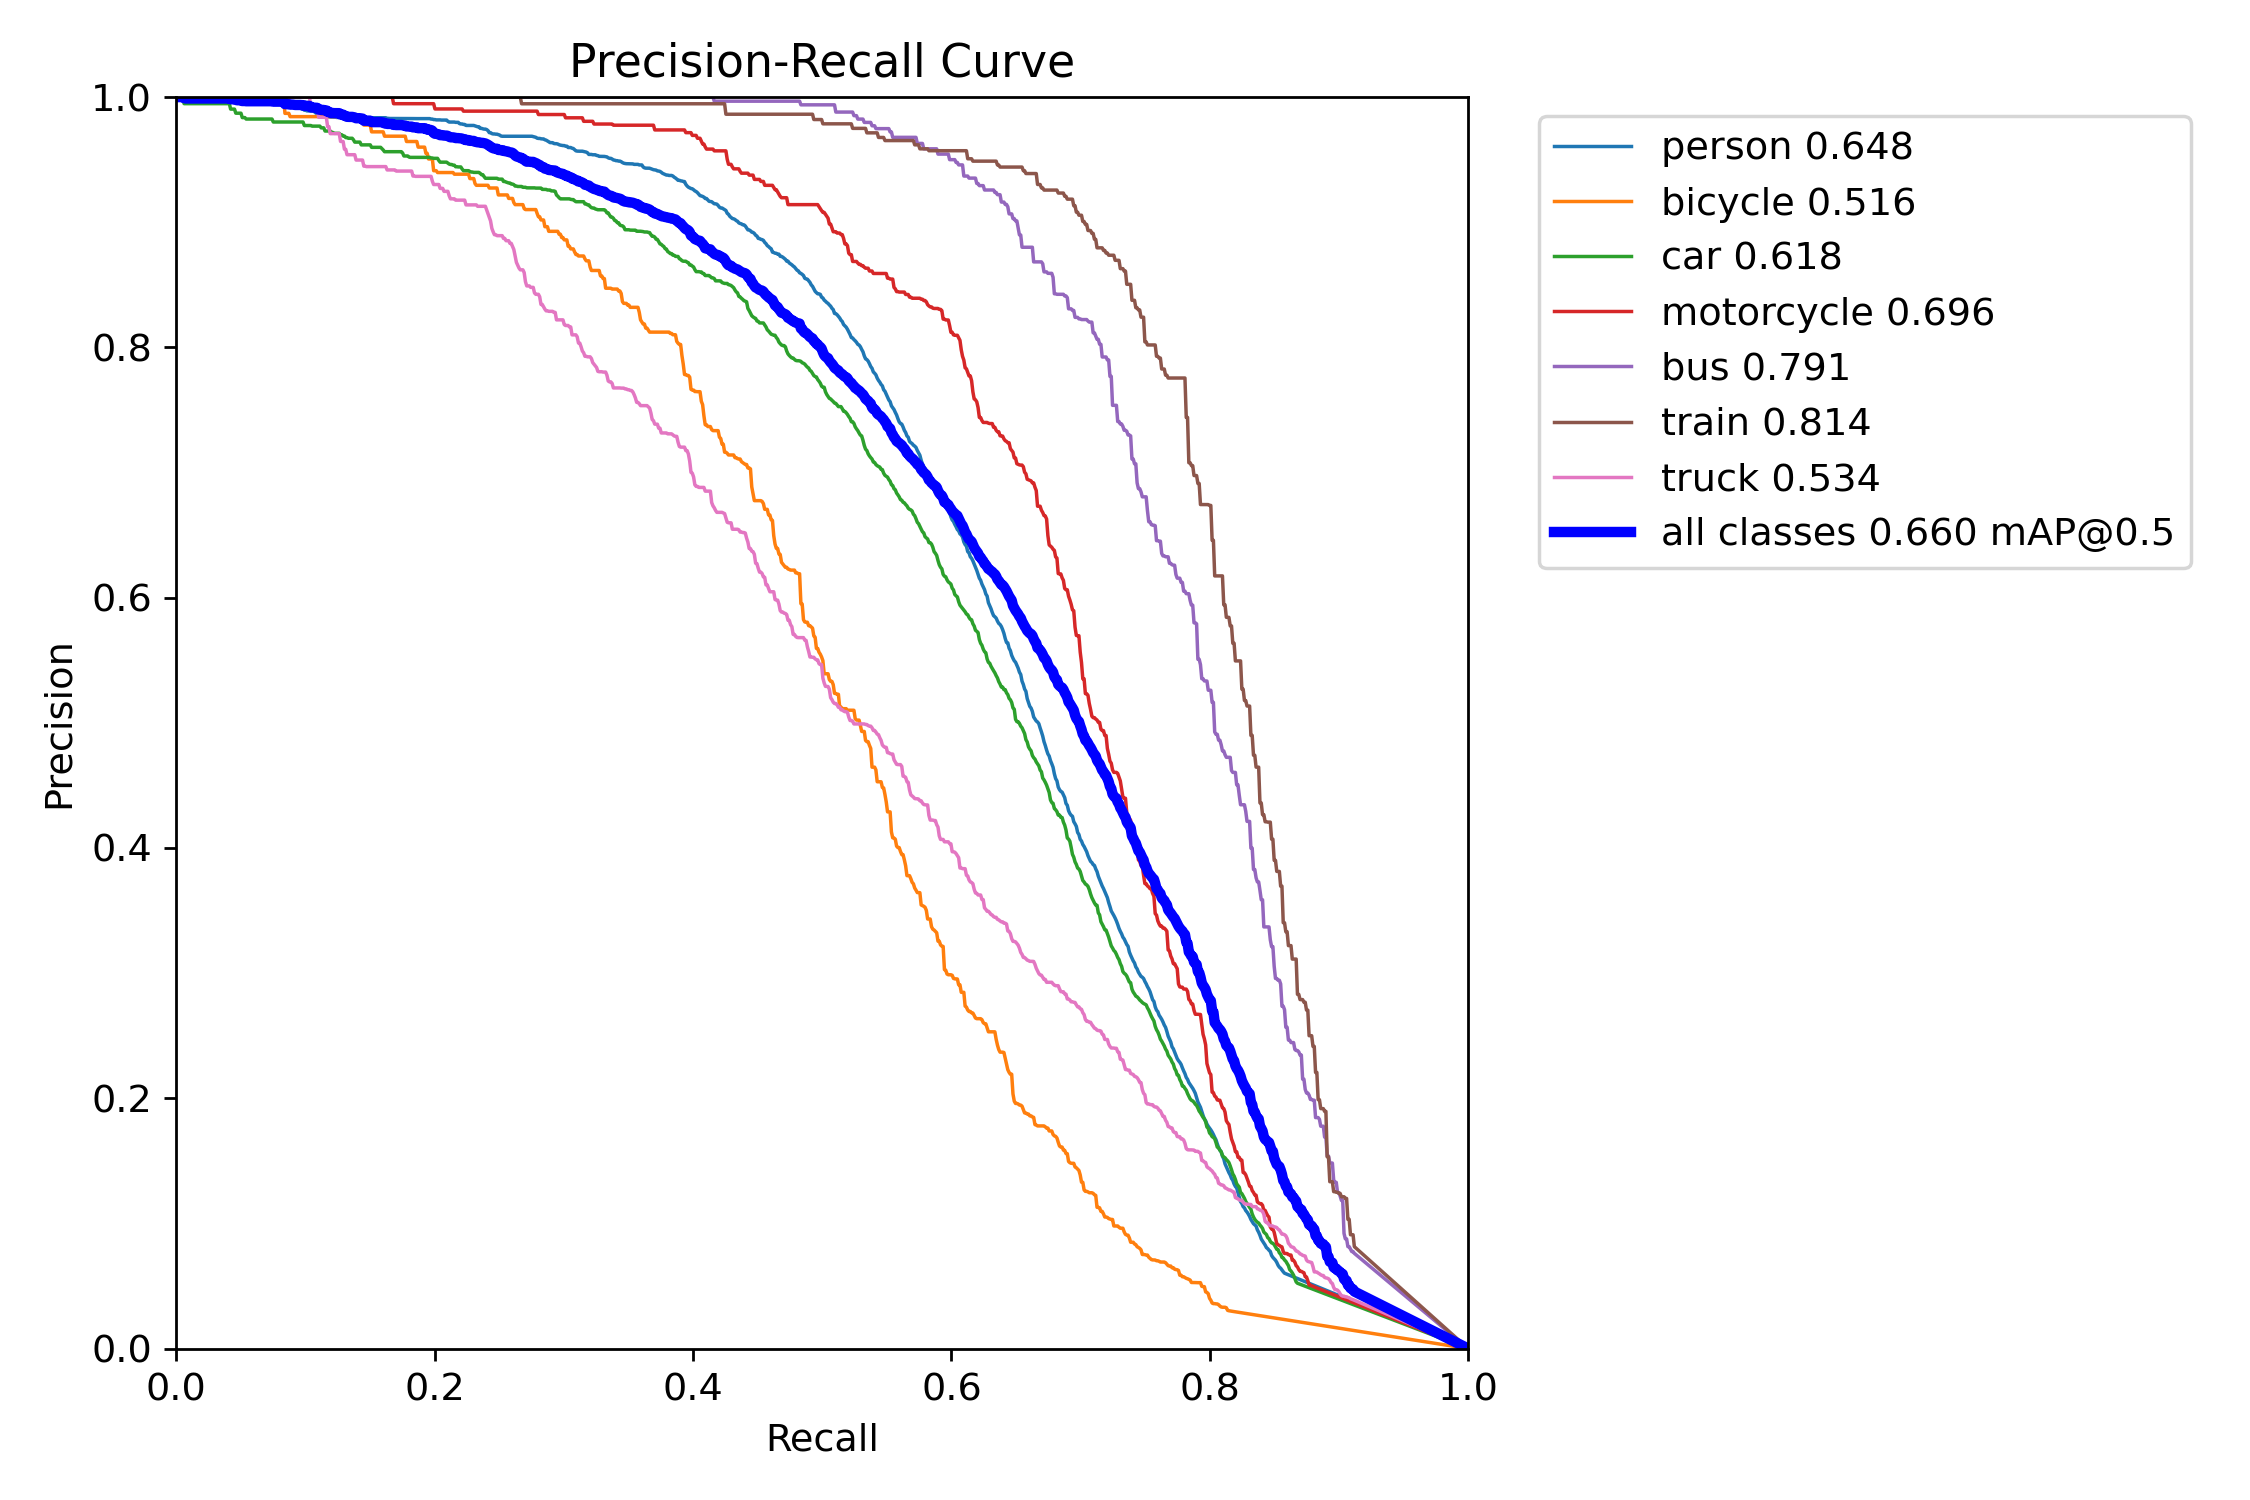 Precision-Recall Curve
1.0
0.8
0.6
0.4
0.2
0.0
Precision
0.0 0.2 0.4 0.6 0.8 1.0
Recall
person 0.648
bicycle 0.516
car 0.618
motorcycle 0.696
bus 0.791
train 0.814
truck 0.534
all classes 0.660 mAP@0.5